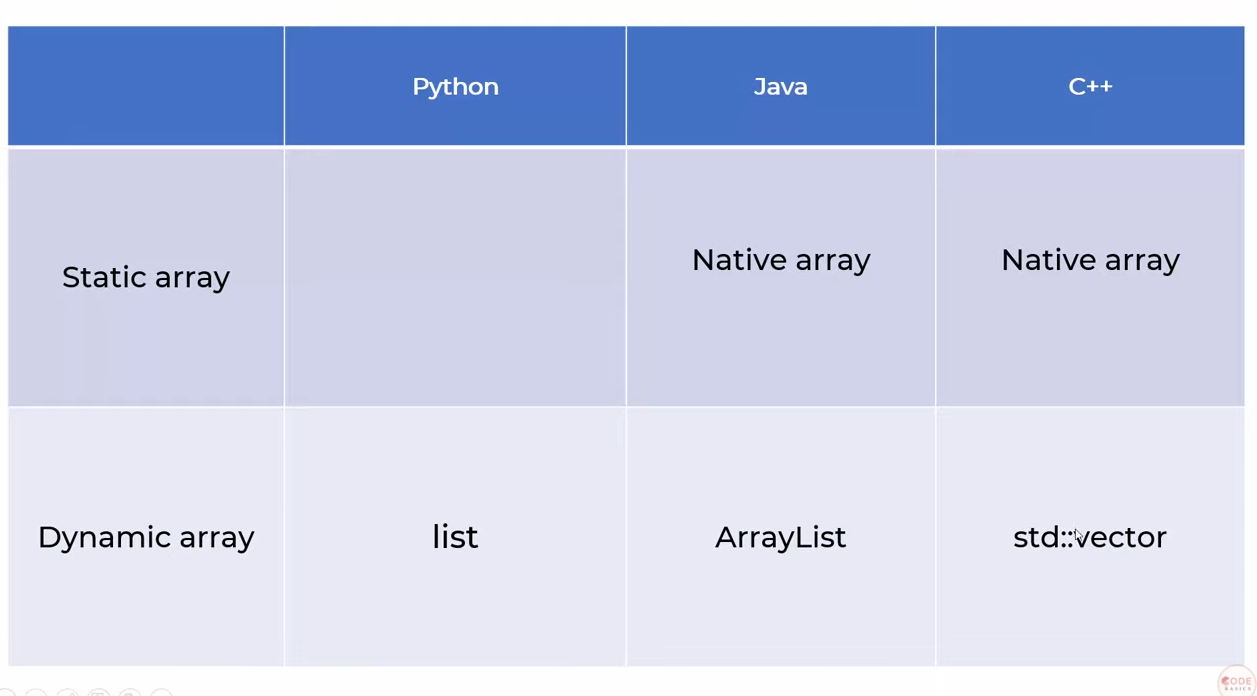 Python Java C++
Static array Native array Native array
Dynamic array list ArrayList std::vector
CODE
BASICS